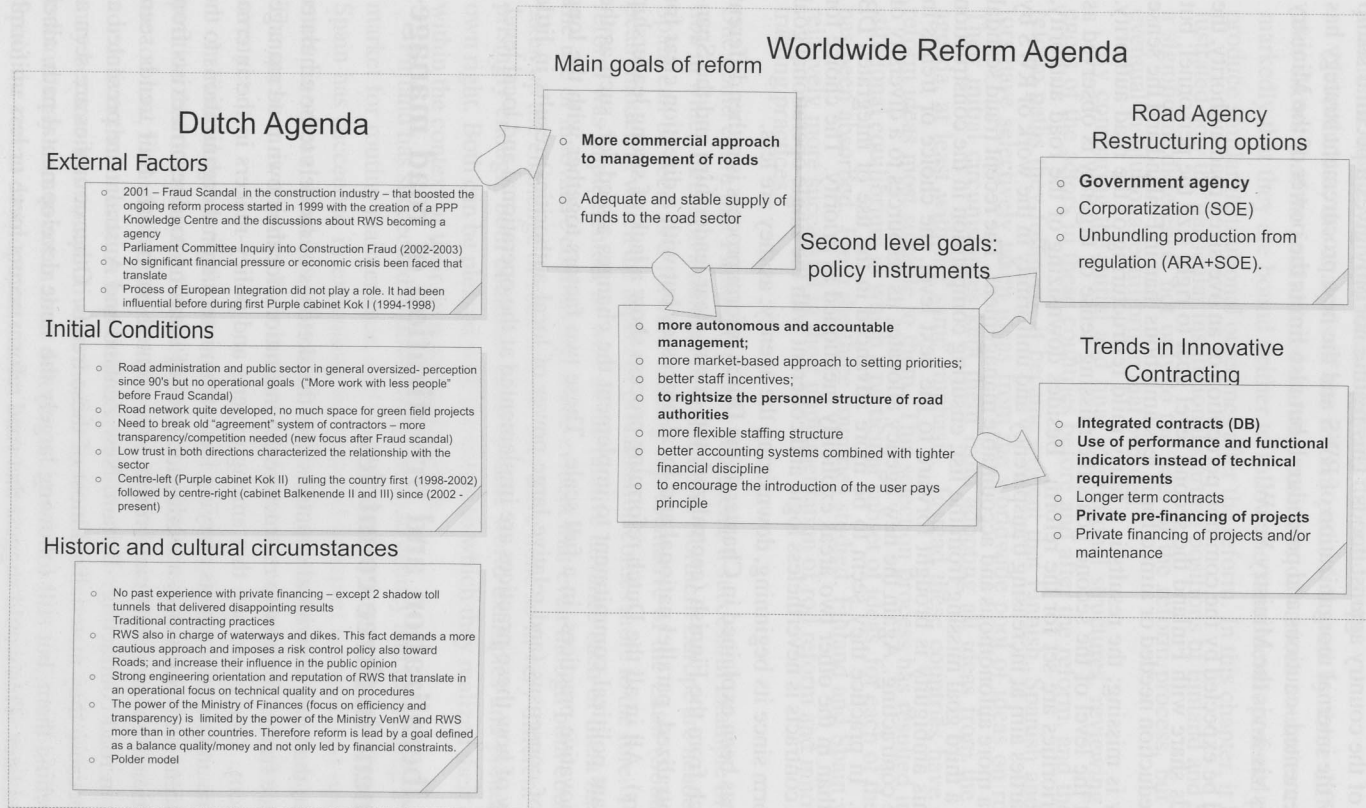 Dutch Agenda
External Factors
○ 2001 – Fraud Scandal in the construction industry – that boosted the
ongoing reform process started in 1999 with the creation of a PPP
Knowledge Centre and the discussions about RWS becoming a
agency
○ Parliament Committee Inquiry into Construction Fraud (2002-2003)
○ No significant financial pressure or economic crisis been faced that
translate
○ Process of European Integration did not play a role. It had been
influential before during first Purple cabinet Kok I (1994-1998)
Initial Conditions
○ Road administration and public sector in general oversized- perception
since 90's but no operational goals ("More work with less people"
before Fraud Scandal)
○ Road network quite developed, no much space for green field projects
○ Need to break old "agreement" system of contractors – more
transparency/competition needed (new focus after Fraud scandal)
○ Low trust in both directions characterized the relationship with the
sector
○ Centre-left (Purple cabinet Kok II) ruling the country first (1998-2002)
followed by centre-right (cabinet Balkenende II and III) since (2002 -
present)
Historic and cultural circumstances
○ No past experience with private financing – except 2 shadow toll
tunnels that delivered disappointing results
Traditional contracting practices
○ RWS also in charge of waterways and dikes. This fact demands a more
cautious approach and imposes a risk control policy also toward
Roads; and increase their influence in the public opinion
○ Strong engineering orientation and reputation of RWS that translate in
an operational focus on technical quality and on procedures
○ The power of the Ministry of Finances (focus on efficiency and
transparency) is limited by the power of the Ministry VenW and RWS
more than in other countries. Therefore reform is lead by a goal defined
as a balance quality/money and not only led by financial constraints.
○ Polder model
Worldwide Reform Agenda
Main goals of reform
○ More commercial approach
to management of roads
○ Adequate and stable supply of
funds to the road sector
Second level goals:
policy instruments
○ more autonomous and accountable
management;
○ more market-based approach to setting priorities;
○ better staff incentives;
○ to rightsize the personnel structure of road
authorities
○ more flexible staffing structure
○ better accounting systems combined with tighter
financial discipline
○ to encourage the introduction of the user pays
principle
Road Agency
Restructuring options
○ Government agency
○ Corporatization (SOE)
○ Unbundling production from
regulation (ARA+SOE).
Trends in Innovative
Contracting
○ Integrated contracts (DB)
○ Use of performance and functional
indicators instead of technical
requirements
○ Longer term contracts
○ Private pre-financing of projects
○ Private financing of projects and/or
maintenance